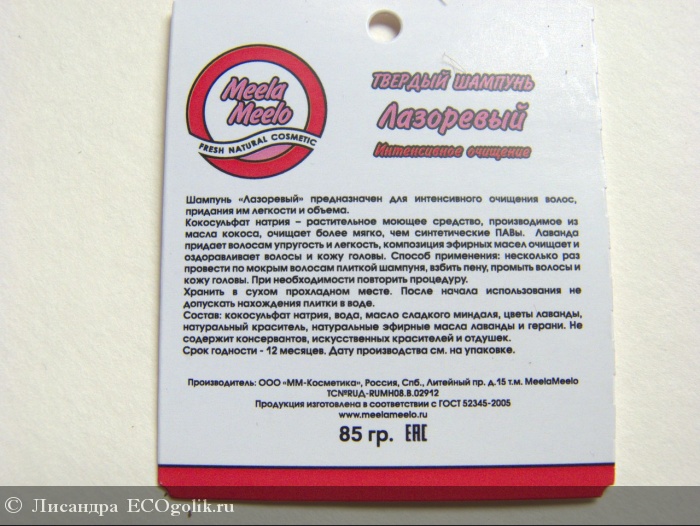 Meela
Meelo
FRESH NATURAL COSMETIC
ТВЕРДЫЙ ШАМПУНЬ
Лазоревый
Интенсивное очищение
Шампунь «Лазоревый» предназначен для интенсивного очищения волос,
придания им легкости и объема.
Кокосульфат натрия – растительное моющее средство, производимое из
масла кокоса, очищает более мягко, чем синтетические ПАВы. Лаванда
придает волосам упругость и легкость, композиция эфирных масел очищает и
оздоравливает волосы и кожу головы. Способ применения: несколько раз
провести по мокрым волосам плиткой шампуня, взбить пену, промыть волосы и
кожу головы. При необходимости повторить процедуру.
Хранить в сухом прохладном месте. После начала использования не
допускать нахождения плитки в воде.
Состав: кокосульфат натрия, вода, масло сладкого миндаля, цветы лаванды,
натуральный краситель, натуральные эфирные масла лаванды и герани. Не
содержит консервантов, искусственных красителей и отдушек.
Срок годности - 12 месяцев. Дату производства см. на упаковке.
Производитель: ООО «ММ-Косметика», Россия, Спб., Литейный пр. д.15 т.м. MeelaMeelo
ТС№RUД-RUМН08.В.02912
Продукция изготовлена в соответствии с ГОСТ 52345-2005
www.meelameelo.ru
85 гр. EAC
© Лисандра ECOgolik.ru